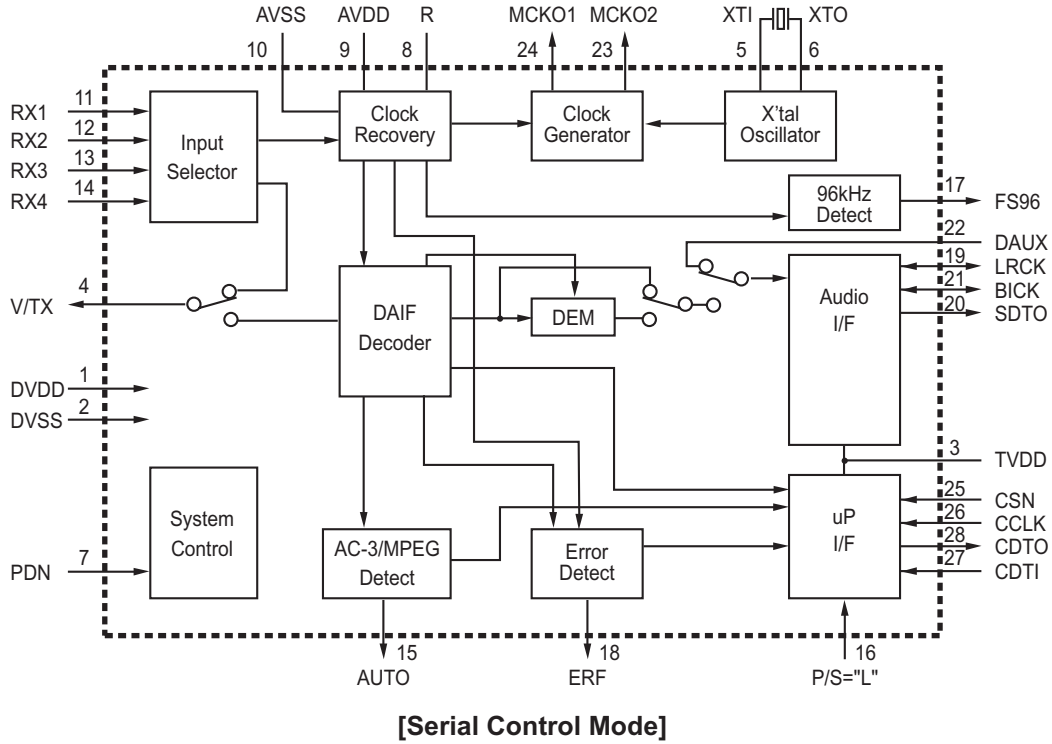 AVSS AVDD R MCKO1 MCKO2 XTI XTO
10 9 8 24 23 5 6
RX1 11
RX2 12
RX3 13
RX4 14
Input
Selector
Clock
Recovery
Clock
Generator
X'tal
Oscillator
96kHz
Detect
17 FS96
22 DAUX
19 LRCK
21 BICK
20 SDTO
Audio
I/F
4
V/TX
DAIF
Decoder
DEM
DVDD 1
DVSS 2
3 TVDD
System
Control
PDN 7
AC-3/MPEG
Detect
Error
Detect
uP
I/F
25 CSN
26 CCLK
28 CDTO
27 CDTI
15 18 16
AUTO ERF P/S="L"
[Serial Control Mode]